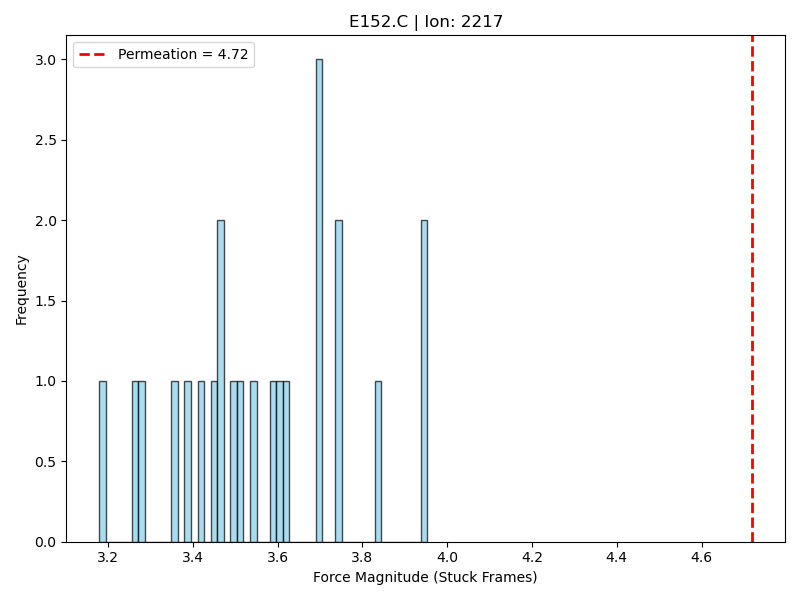 E152.C | Ion: 2217
Permeation = 4.72
3.0
2.5
2.0
1.5
1.0
0.5
0.0
Frequency
3.2 3.4 3.6 3.8 4.0 4.2 4.4 4.6
Force Magnitude (Stuck Frames)